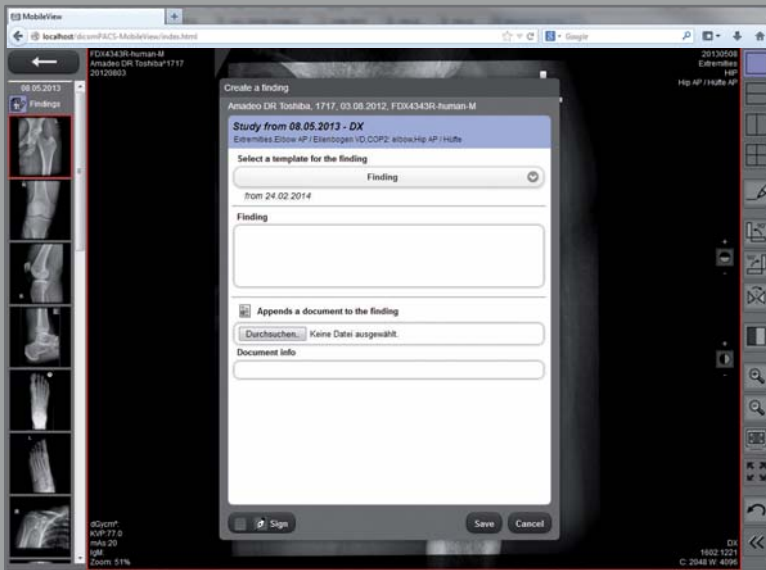 MobileView
localhost/dicomPACS-MobileView/index.html
Google
08.05.2013
Findings
FDX4343R-human-M
Amadeo DR Toshiba^1717
20120803
20130508
Extremities
HIP
Hip AP / Hüfte AP
Create a finding
Amadeo DR Toshiba, 1717, 03.08.2012, FDX4343R-human-M
Study from 08.05.2013 - DX
Extremities.Elbow AP / Ellenbogen VD,COP2: elbow,Hip AP / Hüfte
Select a template for the finding
Finding
from 24.02.2014
Finding
Appends a document to the finding
Durchsuchen... Keine Datei ausgewählt.
Document info
Sign
Save
Cancel
dGycm²:
KVP:77.0
mAs:20
IgM:
Zoom: 51%
DX
1602:1221
C: 2048 W: 4096